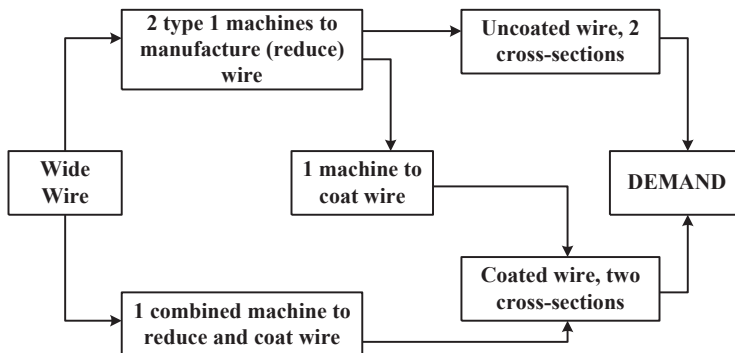 2 type 1 machines to
manufacture (reduce)
wire
Uncoated wire, 2
cross-sections
Wide
Wire
1 machine to
coat wire
DEMAND
Coated wire, two
cross-sections
1 combined machine to
reduce and coat wire